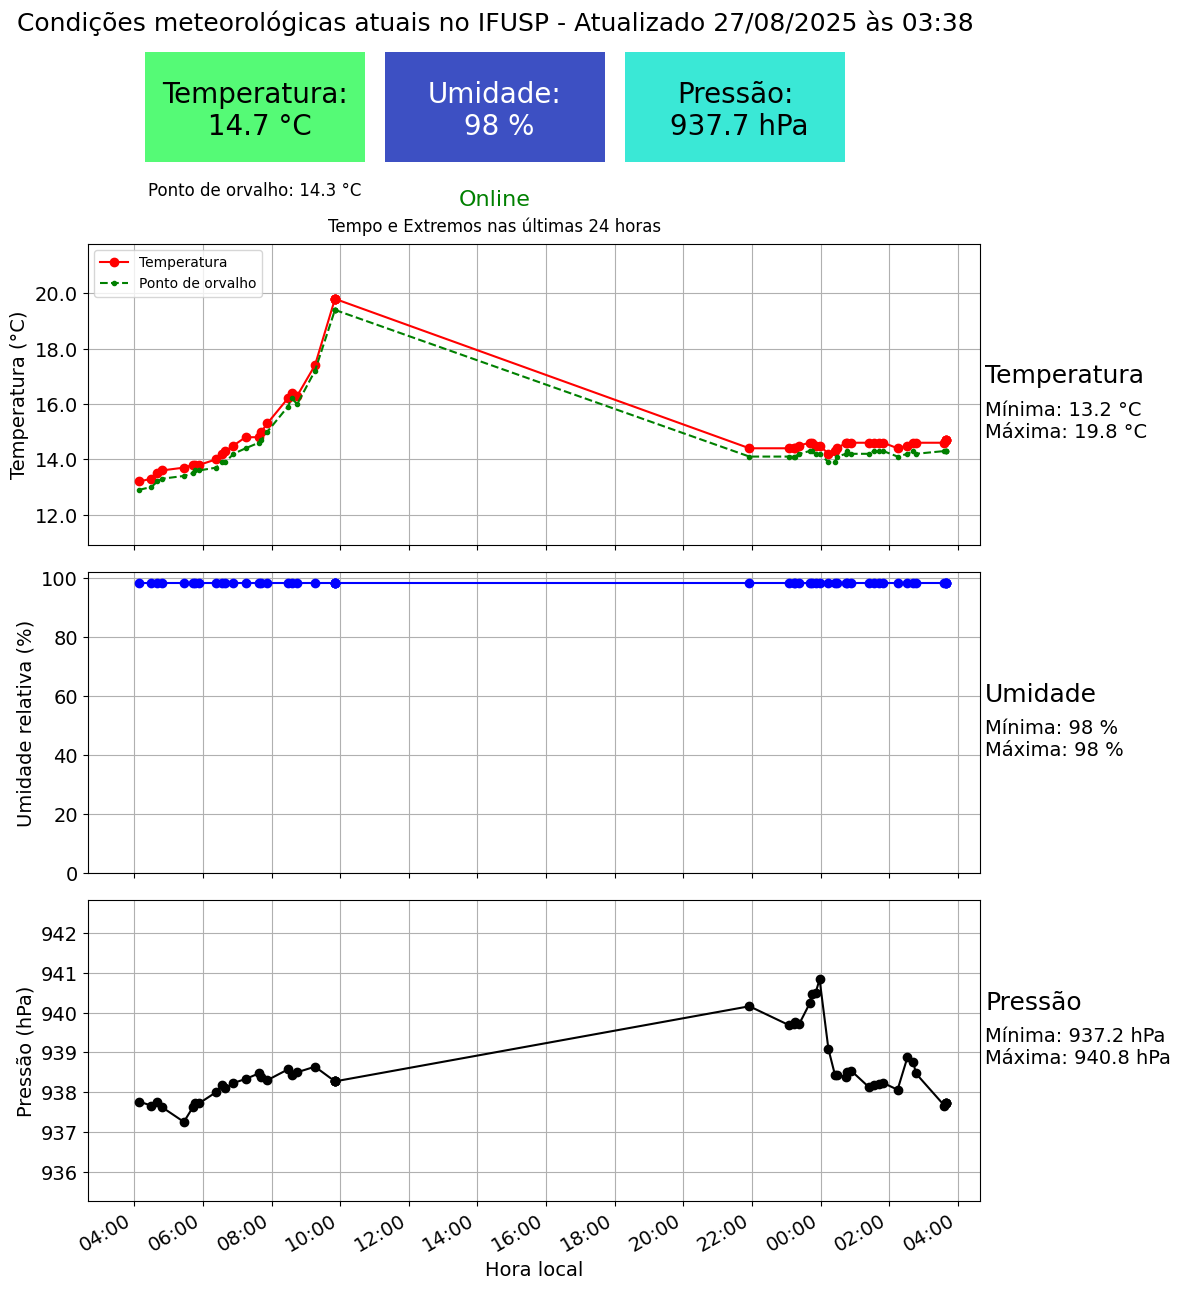 Condições meteorológicas atuais no IFUSP - Atualizado 27/08/2025 às 03:38
Temperatura:
14.7 °C
Umidade:
98 %
Pressão:
937.7 hPa
Ponto de orvalho: 14.3 °C
Online
Tempo e Extremos nas últimas 24 horas
Temperatura
Ponto de orvalho
Temperatura (°C)
20.0
18.0
16.0
14.0
12.0
Temperatura
Mínima: 13.2 °C
Máxima: 19.8 °C
Umidade relativa (%)
100
80
60
40
20
0
Umidade
Mínima: 98 %
Máxima: 98 %
Pressão (hPa)
942
941
940
939
938
937
936
Pressão
Mínima: 937.2 hPa
Máxima: 940.8 hPa
04:00 06:00 08:00 10:00 12:00 14:00 16:00 18:00 20:00 22:00 00:00 02:00 04:00
Hora local